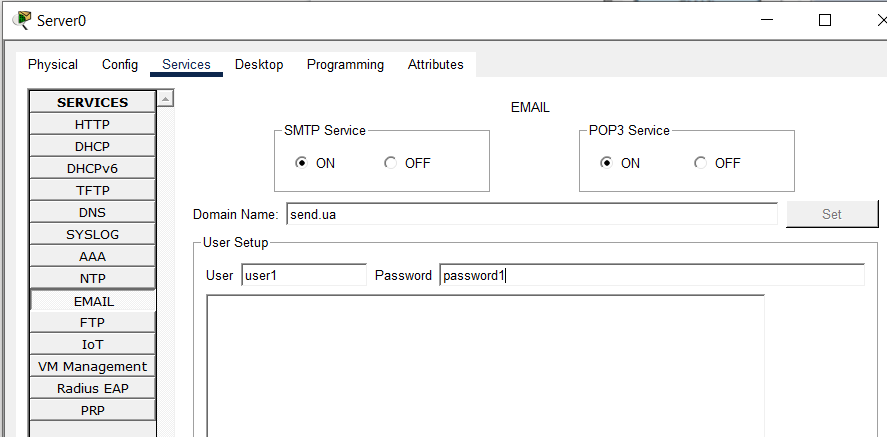 Server0
Physical Config Services Desktop Programming Attributes
SERVICES
HTTP
DHCP
DHCPv6
TFTP
DNS
SYSLOG
AAA
NTP
EMAIL
FTP
IoT
VM Management
Radius EAP
PRP
EMAIL
SMTP Service
ON OFF
POP3 Service
ON OFF
Domain Name: send.ua Set
User Setup
User user1 Password password1